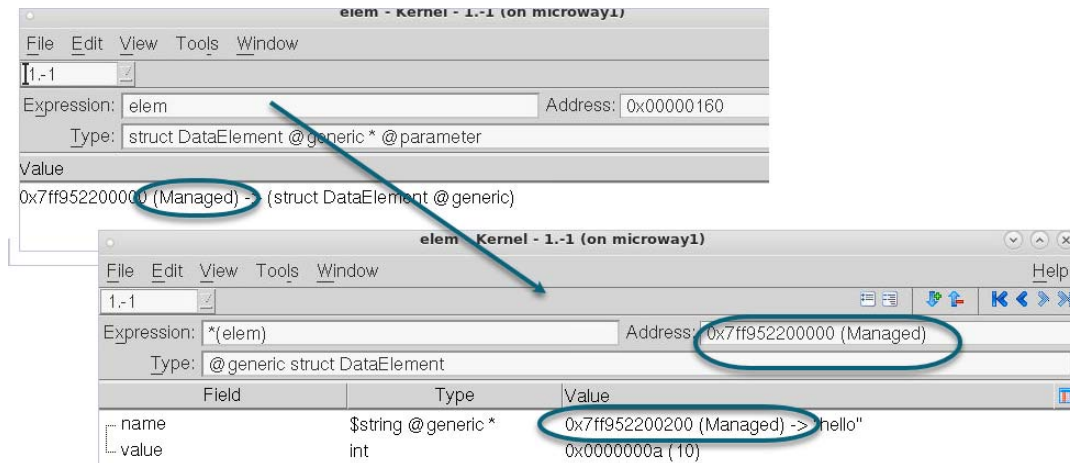 elem - Kernel - 1.-1 (on microway1)
File Edit View Tools Window
1.-1
Expression: elem Address: 0x00000160
Type: struct DataElement @generic * @parameter
Value
0x7ff952200000 (Managed) -> (struct DataElement @generic)
elem - Kernel - 1.-1 (on microway1)
File Edit View Tools Window Help
1.-1
Expression: *(elem) Address: 0x7ff952200000 (Managed)
Type: @generic struct DataElement
Field Type Value
name $string @generic * 0x7ff952200200 (Managed) -> "hello"
value int 0x0000000a (10)